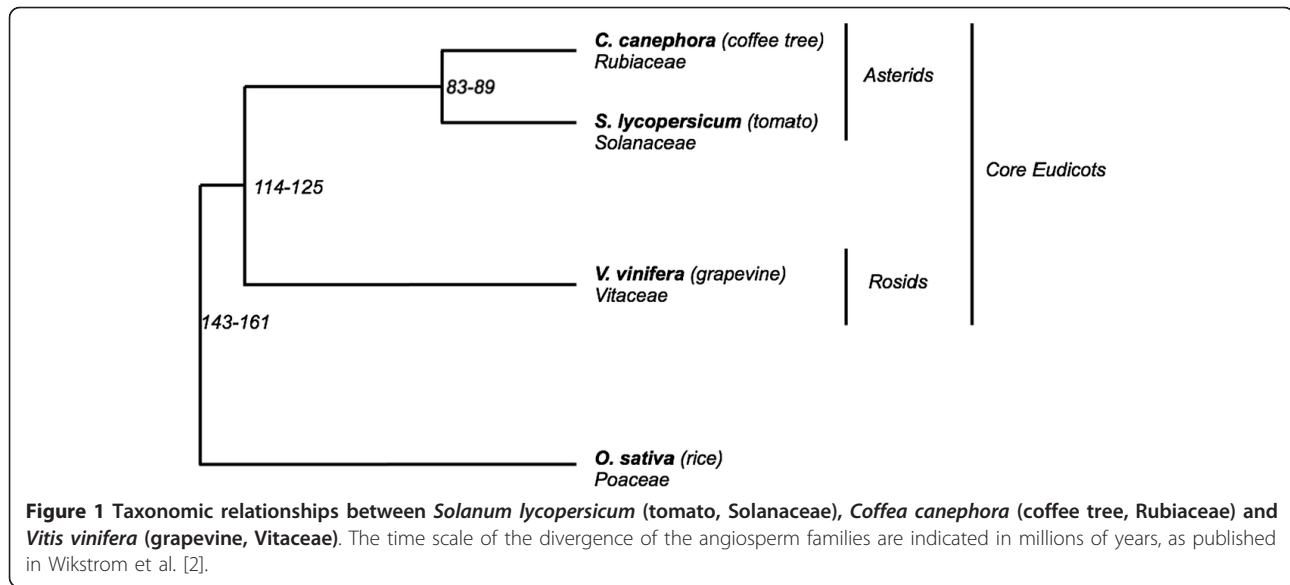 C. canephora (coffee tree)
Rubiaceae
Asterids
83-89
S. lycopersicum (tomato)
Solanaceae
Core Eudicots
114-125
V. vinifera (grapevine)
Vitaceae
Rosids
143-161
O. sativa (rice)
Poaceae
Figure 1 Taxonomic relationships between Solanum lycopersicum (tomato, Solanaceae), Coffea canephora (coffee tree, Rubiaceae) and
Vitis vinifera (grapevine, Vitaceae). The time scale of the divergence of the angiosperm families are indicated in millions of years, as published
in Wikstrom et al. [2].